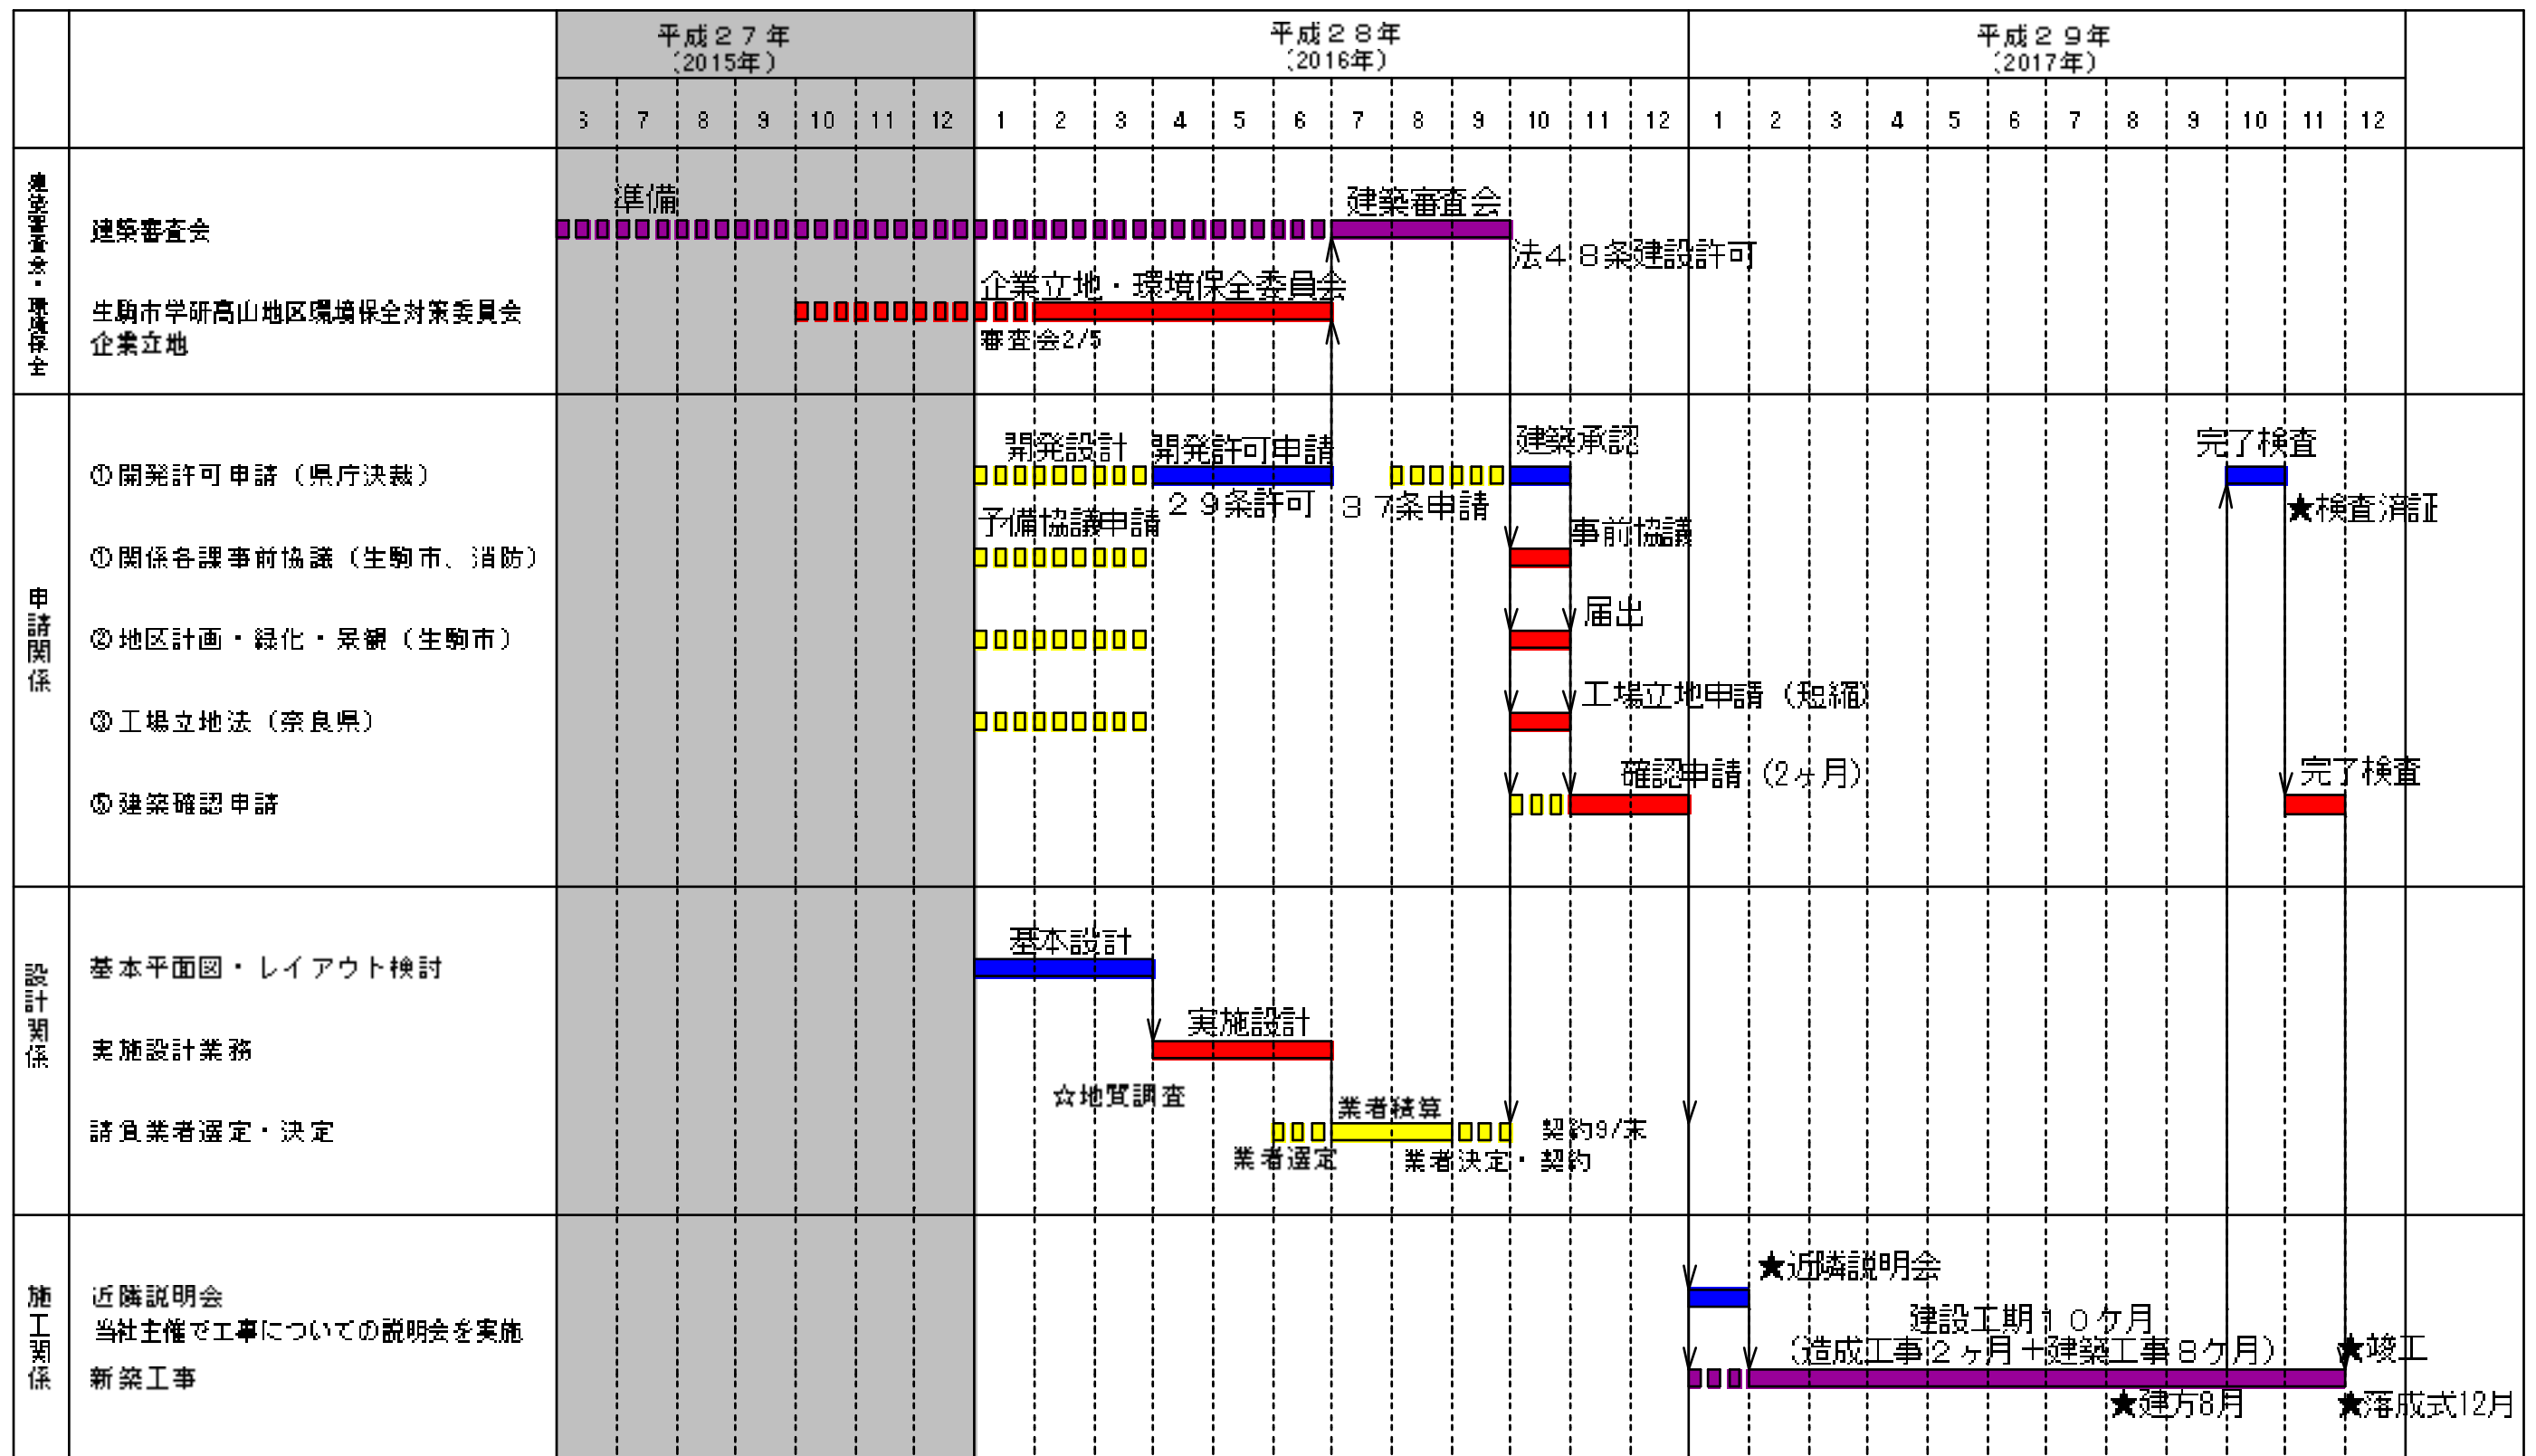 平成２７年
(2015年)
平成２８年
(2016年)
平成２９年
(2017年)
6 7 8 9 10 11 12 1 2 3 4 5 6 7 8 9 10 11 12 1 2 3 4 5 6 7 8 9 10 11 12
建築審査会・環境保全
準備
建築審査会
建築審査会
法４８条建設許可
企業立地・環境保全委員会
生駒市学研高山地区環境保全対策委員会
企業立地
審査会2/5
申請関係
開発設計
開発許可申請
建築承認
完了検査
①開発許可申請（県庁決裁）
２９条許可
３７条申請
★検査済証
予備協議申請
事前協議
①関係各課事前協議（生駒市、消防）
届出
②地区計画・緑化・景観（生駒市）
工場立地申請（短縮）
③工場立地法（奈良県）
確認申請（2ヶ月）
完了検査
⑤建築確認申請
設計関係
基本設計
基本平面図・レイアウト検討
実施設計
実施設計業務
☆地質調査
業者積算
請負業者選定・決定
契約9/末
業者選定
業者決定・契約
施工関係
★近隣説明会
近隣説明会
当社主催で工事についての説明会を実施
建設工期１０ケ月
（造成工事２ヶ月＋建築工事８ケ月）
★竣工
新築工事
★建方8月
★落成式12月